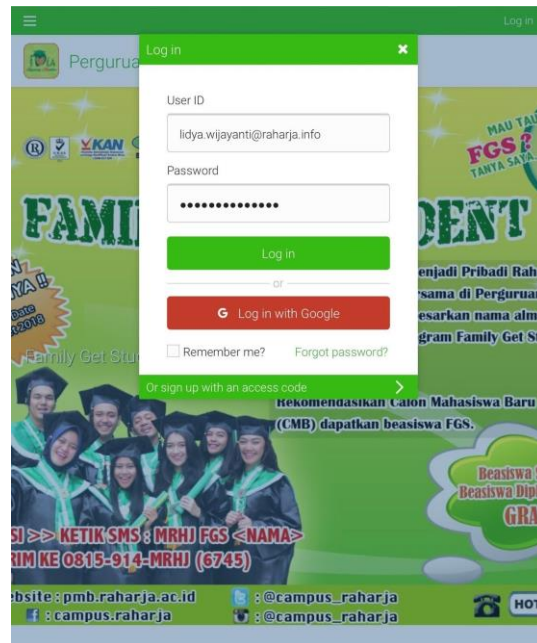 Log in
Pergurua
Log in
User ID
lidya.wijayanti@raharja.info
Password
Log in
or
G Log in with Google
Remember me? Forgot password?
Or sign up with an access code
KAN
MAU TAU
FGS?
TANYA SAYA
FAMI
DENT
enjadi Pribadi Rah
sama di Perguruan
esarkan nama alm
gram Family Get St
Family Get Stu
Rekomendasikan Calon Mahasiswa Baru
(CMB) dapatkan beasiswa FGS.
Beasiswa
Beasiswa Dipl
GRA
SI >> KETIK SMS : MRHJ FGS <NAMA>
RIM KE 0815-914-MRHJ (6745)
ebsite : pmb.raharja.ac.id : @campus_raharja
: campus.raharja : @campus_raharja
HOT